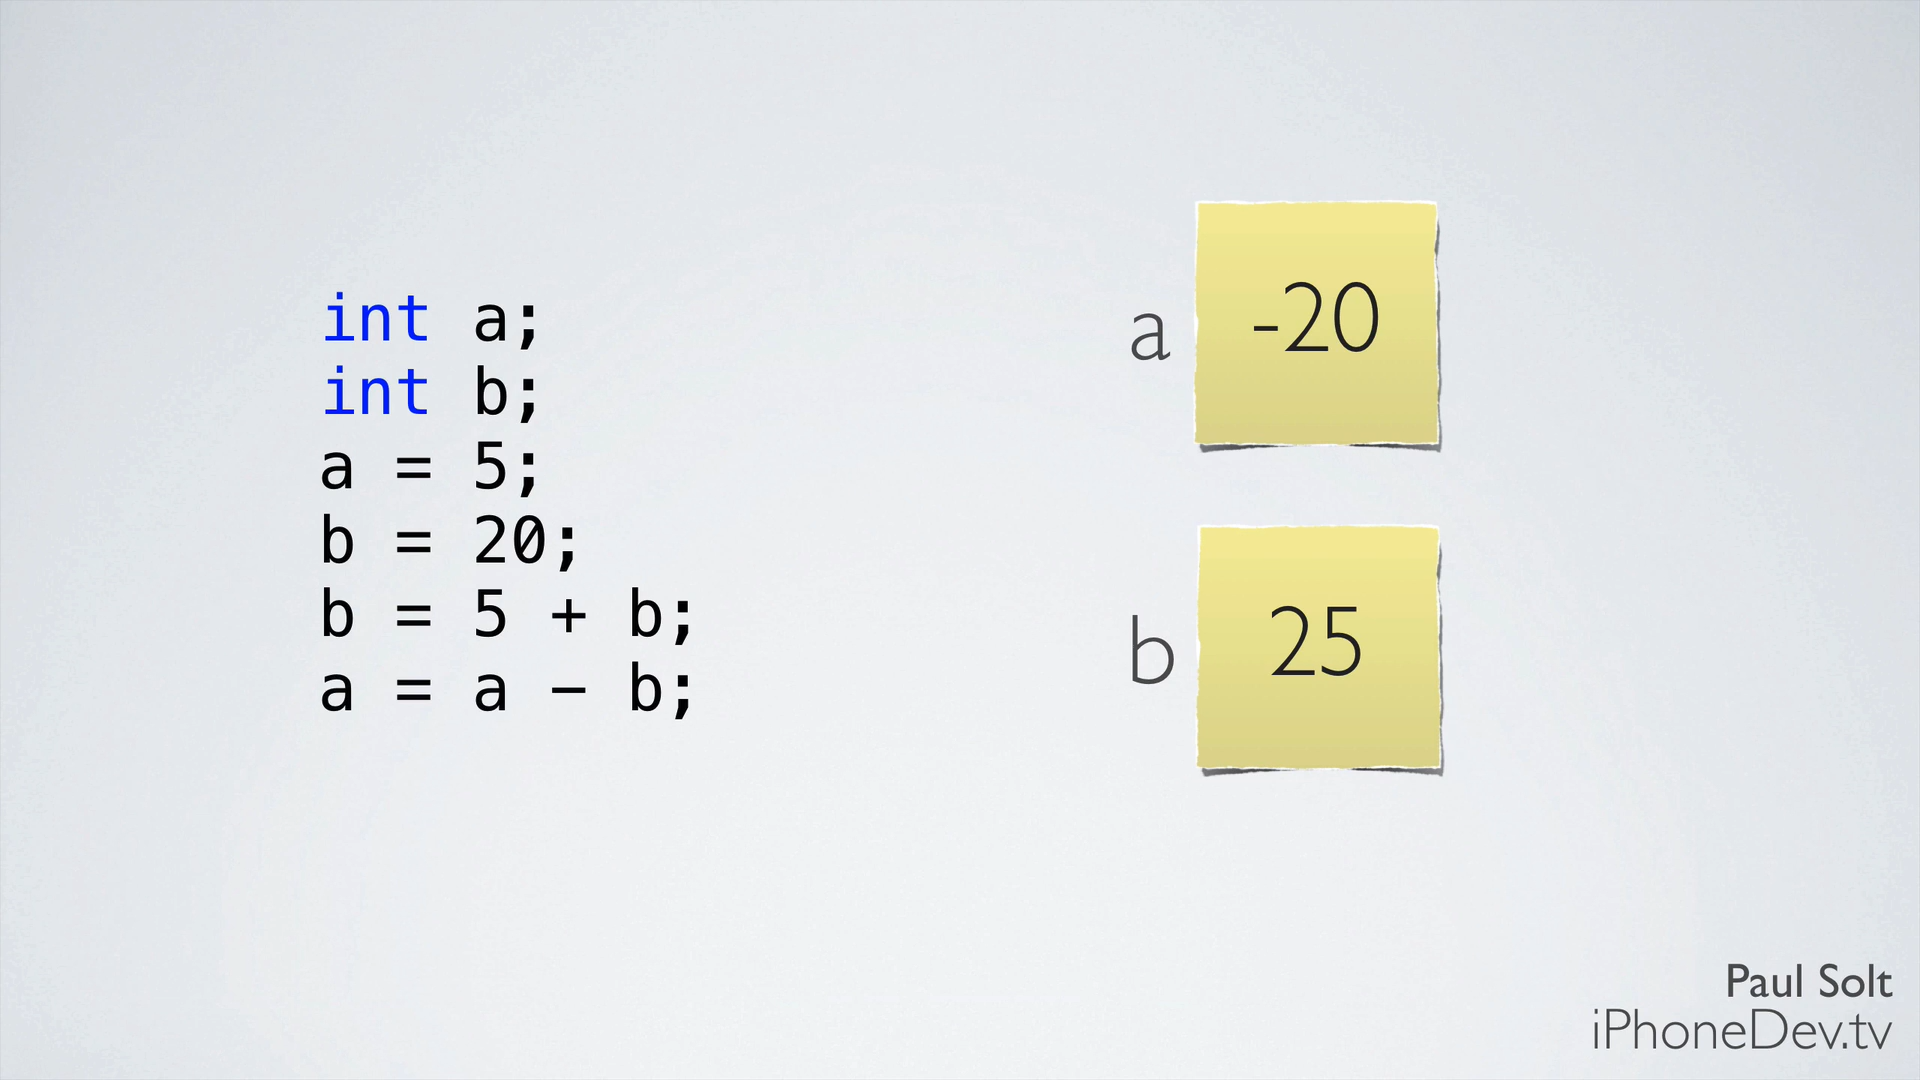 int a;
int b;
a = 5;
b = 20;
b = 5 + b;
a = a - b;
a
-20
b
25
Paul Solt
iPhoneDev.tv